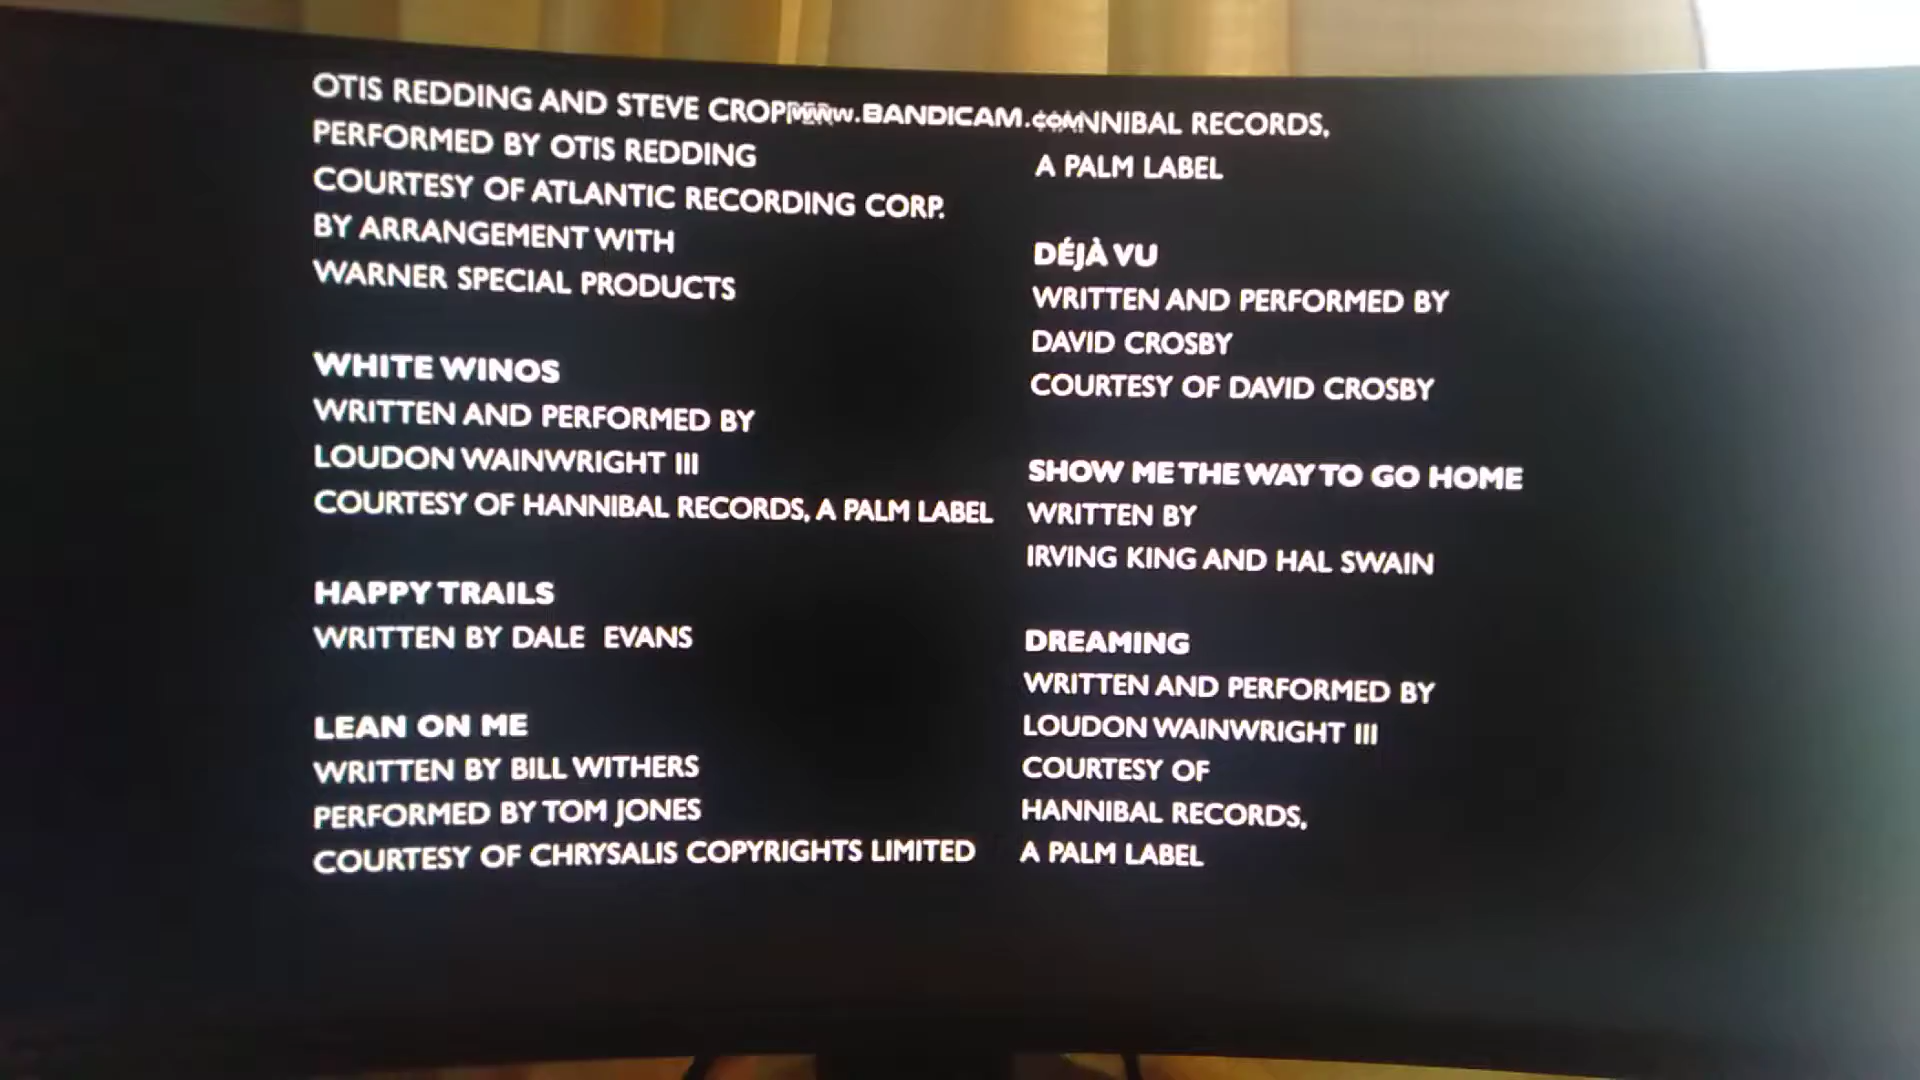 OTIS REDDING AND STEVE CROPPER
PERFORMED BY OTIS REDDING
COURTESY OF ATLANTIC RECORDING CORP.
BY ARRANGEMENT WITH
WARNER SPECIAL PRODUCTS
WHITE WINOS
WRITTEN AND PERFORMED BY
LOUDON WAINWRIGHT III
COURTESY OF HANNIBAL RECORDS, A PALM LABEL
HAPPY TRAILS
WRITTEN BY DALE EVANS
LEAN ON ME
WRITTEN BY BILL WITHERS
PERFORMED BY TOM JONES
COURTESY OF CHRYSALIS COPYRIGHTS LIMITED
www.BANDICAM.COM
HANNIBAL RECORDS,
A PALM LABEL
DÉJÀ VU
WRITTEN AND PERFORMED BY
DAVID CROSBY
COURTESY OF DAVID CROSBY
SHOW ME THE WAY TO GO HOME
WRITTEN BY
IRVING KING AND HAL SWAIN
DREAMING
WRITTEN AND PERFORMED BY
LOUDON WAINWRIGHT III
COURTESY OF
HANNIBAL RECORDS,
A PALM LABEL